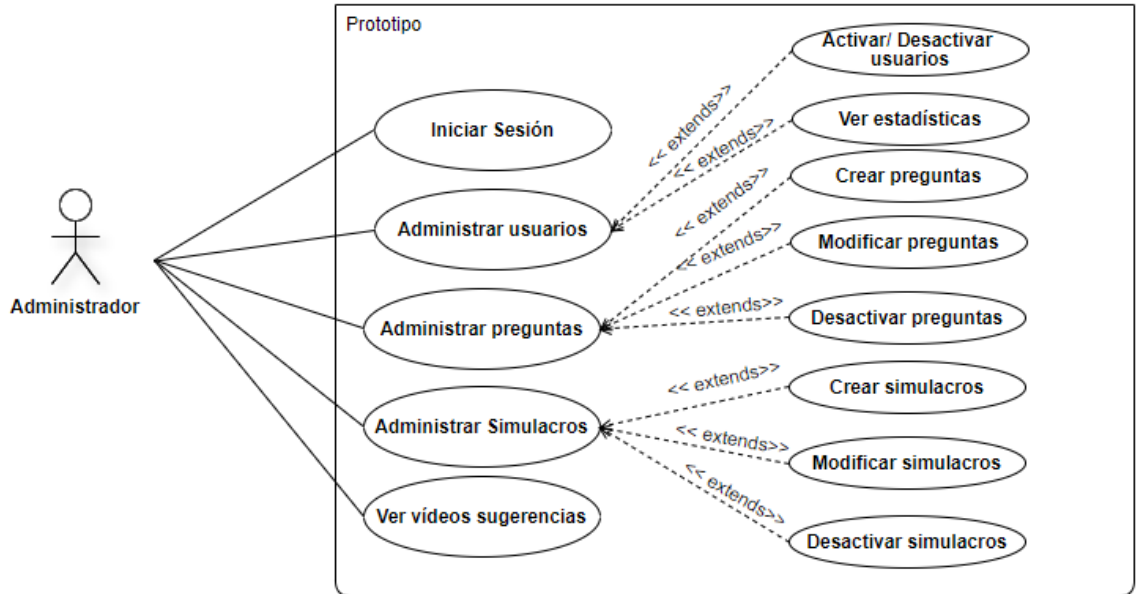 Prototipo
Activar/ Desactivar
usuarios
Iniciar Sesión
<< extends>>
Ver estadísticas
<< extends>>
Crear preguntas
<< extends>>
Administrar usuarios
Modificar preguntas
<< extends>>
Administrador
Administrar preguntas
<< extends>>
Desactivar preguntas
<< extends>>
Crear simulacros
Administrar Simulacros
<< extends>>
Modificar simulacros
<< extends>>
Ver vídeos sugerencias
Desactivar simulacros